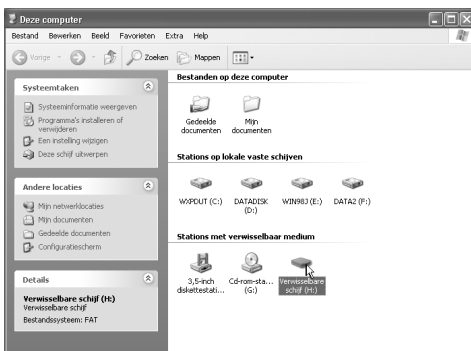 Deze computer
Bestand Bewerken Beeld Favorieten Extra Help
Vorige Zoeken Mappen
Systeemtaken
Systeeminformatie weergeven
Programma's installeren of
verwijderen
Een instelling wijzigen
Deze schijf uitwerpen
Andere locaties
Mijn netwerklocaties
Mijn documenten
Gedeelde documenten
Configuratiescherm
Details
Verwisselbare schijf (H:)
Verwisselbare schijf
Bestandssysteem: FAT
Bestanden op deze computer
Gedeelde
documenten
Mijn
documenten
Stations op lokale vaste schijven
WXPDUT (C:)
DATADISK
(D:)
WIN98J (E:)
DATA2 (F:)
Stations met verwisselbaar medium
3,5-inch
diskettestati...
Cd-rom-sta...
(G:)
Verwisselbare
schijf (H:)